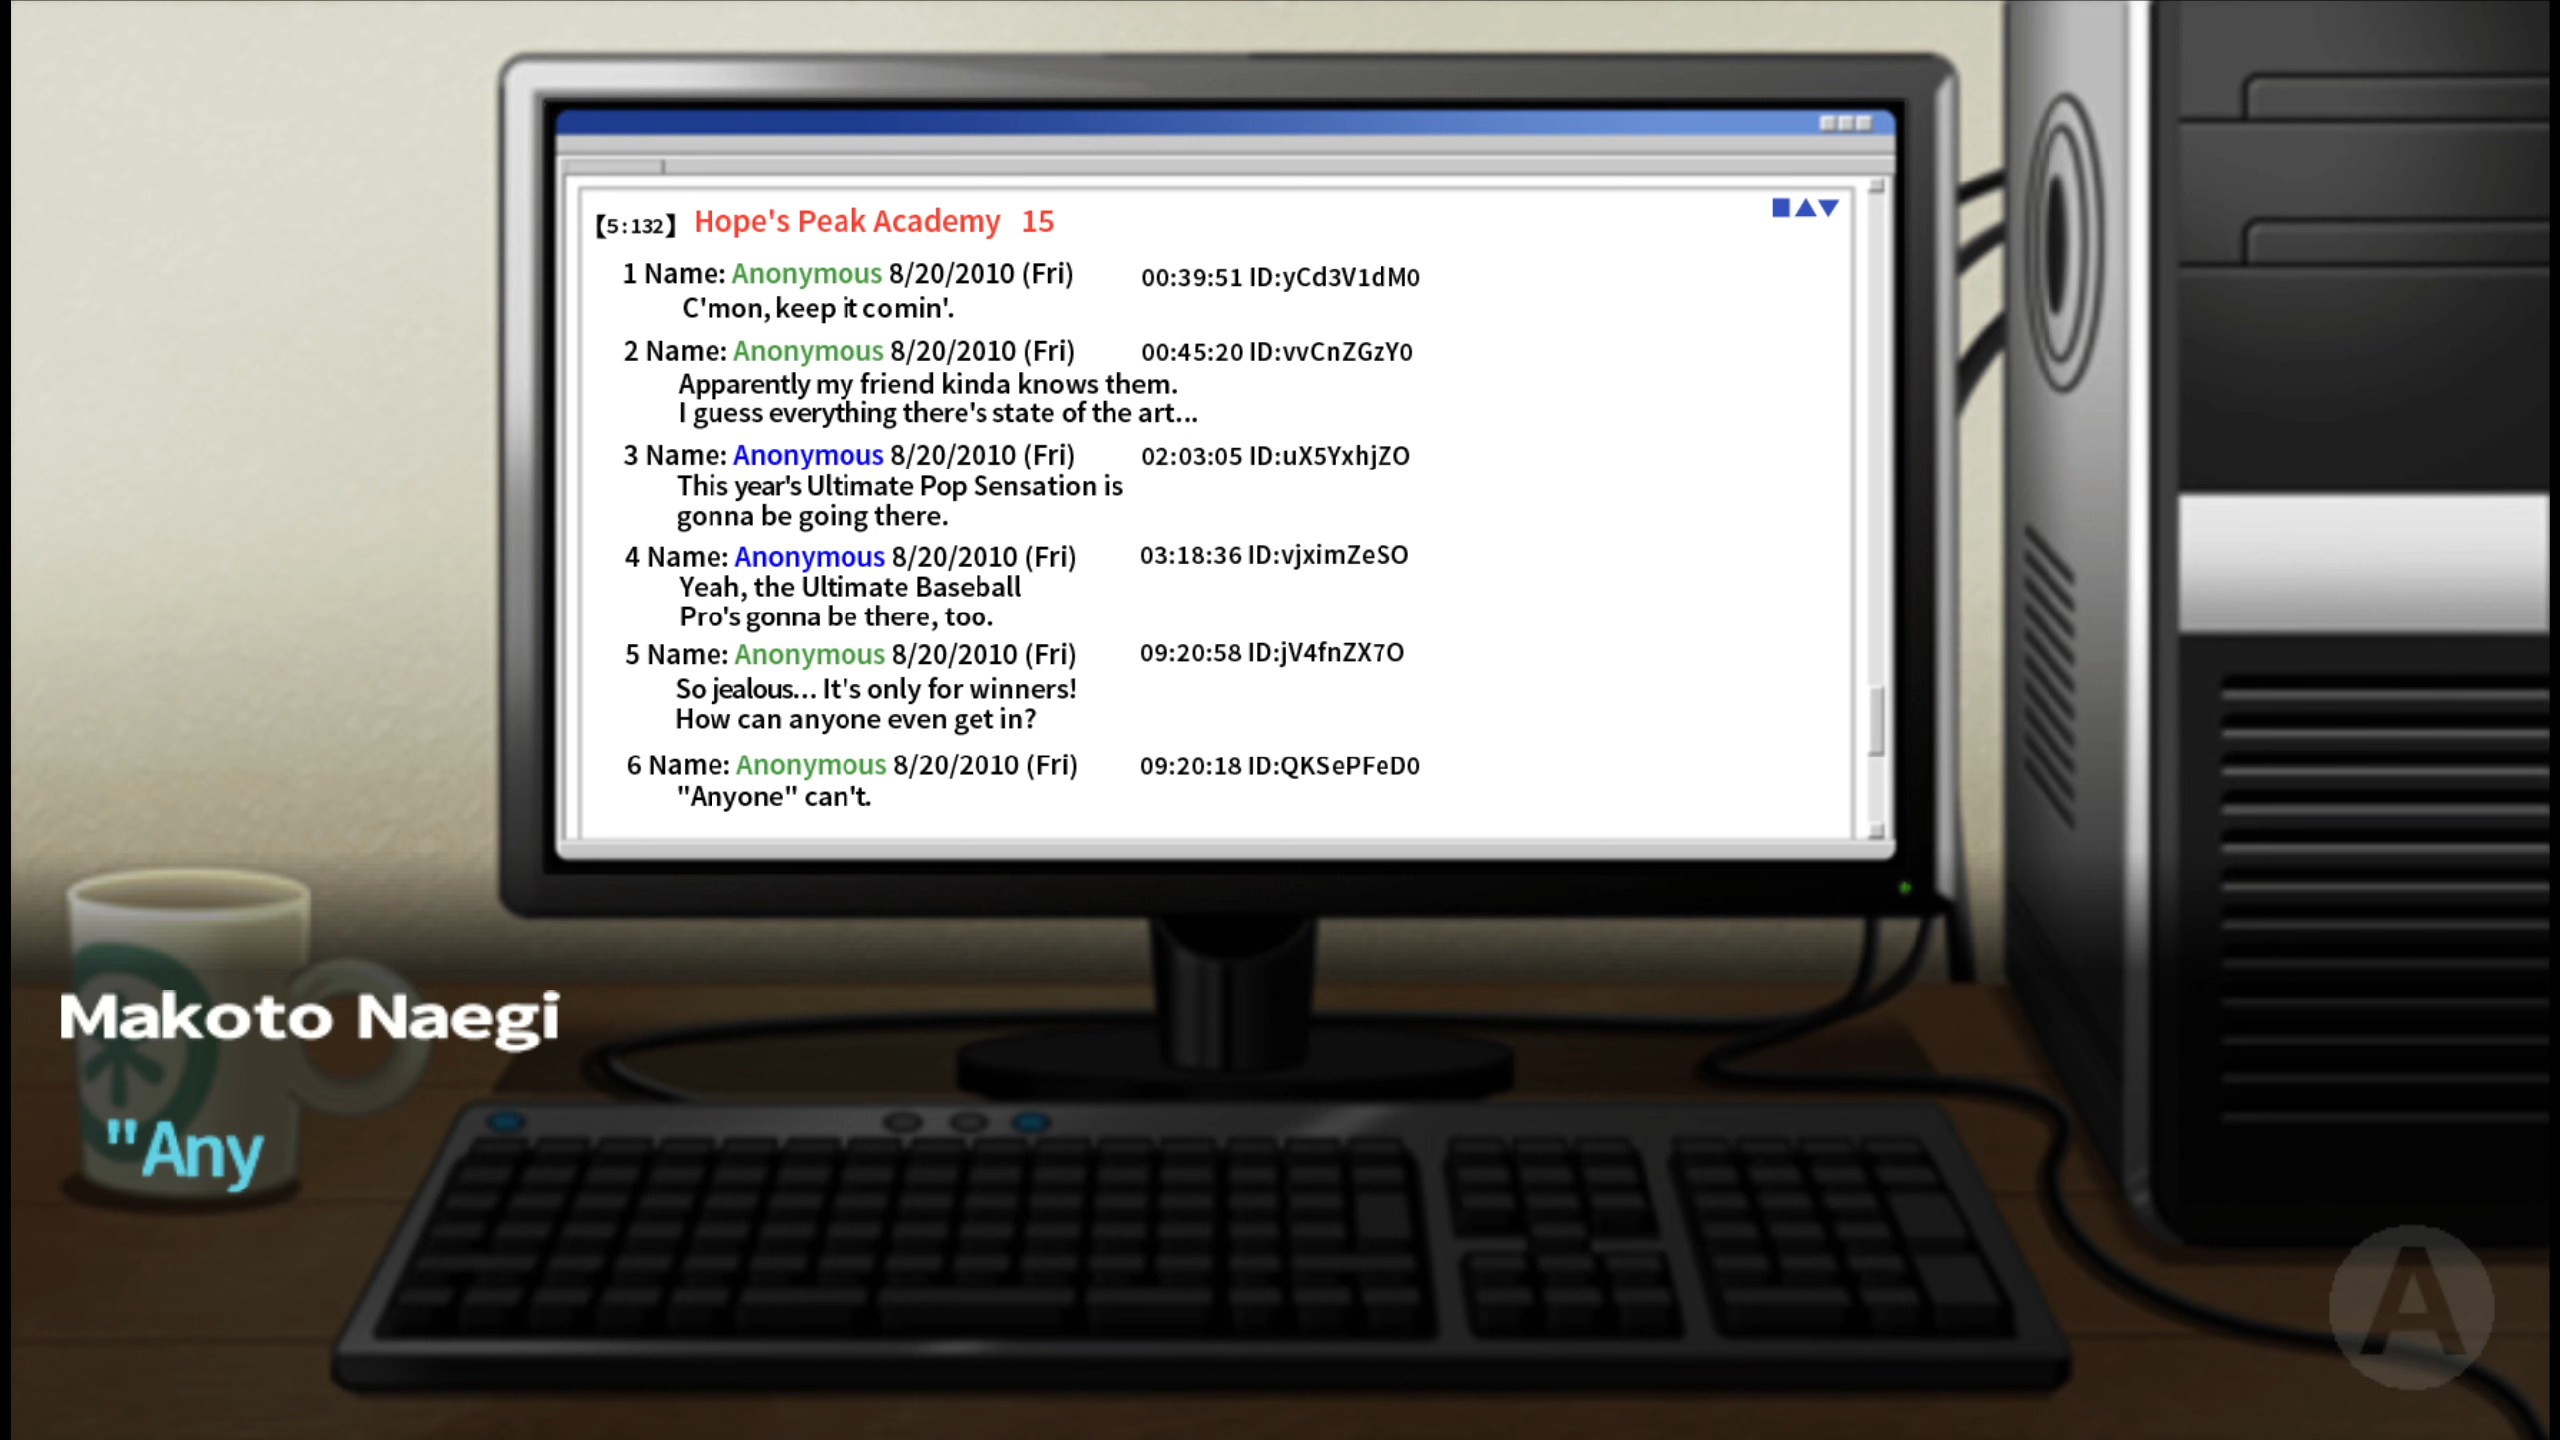 【5:132】 Hope's Peak Academy 15
1 Name: Anonymous 8/20/2010 (Fri) 00:39:51 ID:yCd3V1dM0
C'mon, keep it comin'.
2 Name: Anonymous 8/20/2010 (Fri) 00:45:20 ID:vvCnZGzY0
Apparently my friend kinda knows them.
I guess everything there's state of the art...
3 Name: Anonymous 8/20/2010 (Fri) 02:03:05 ID:uX5YxhjZO
This year's Ultimate Pop Sensation is
gonna be going there.
4 Name: Anonymous 8/20/2010 (Fri) 03:18:36 ID:vjximZeSO
Yeah, the Ultimate Baseball
Pro's gonna be there, too.
5 Name: Anonymous 8/20/2010 (Fri) 09:20:58 ID:jV4fnZX7O
So jealous... It's only for winners!
How can anyone even get in?
6 Name: Anonymous 8/20/2010 (Fri) 09:20:18 ID:QKSePFeD0
"Anyone" can't.
Makoto Naegi
"Any
A